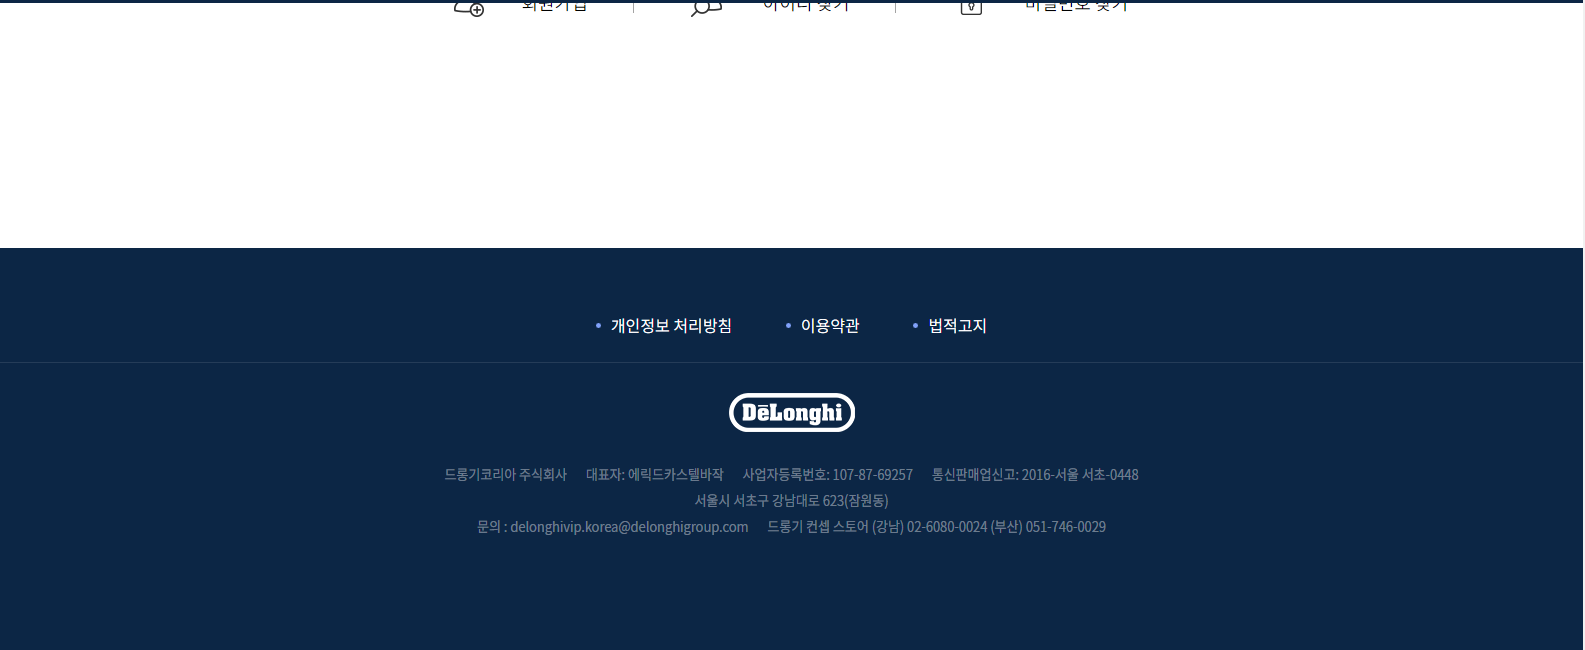 회원가입 아이디 찾기 비밀번호 찾기
개인정보 처리방침 이용약관 법적고지
DēLonghi
드롱기코리아 주식회사 대표자: 에릭드카스텔바작 사업자등록번호: 107-87-69257 통신판매업신고: 2016-서울 서초-0448
서울시 서초구 강남대로 623(잠원동)
문의 : delonghivip.korea@delonghigroup.com 드롱기 컨셉 스토어 (강남) 02-6080-0024 (부산) 051-746-0029